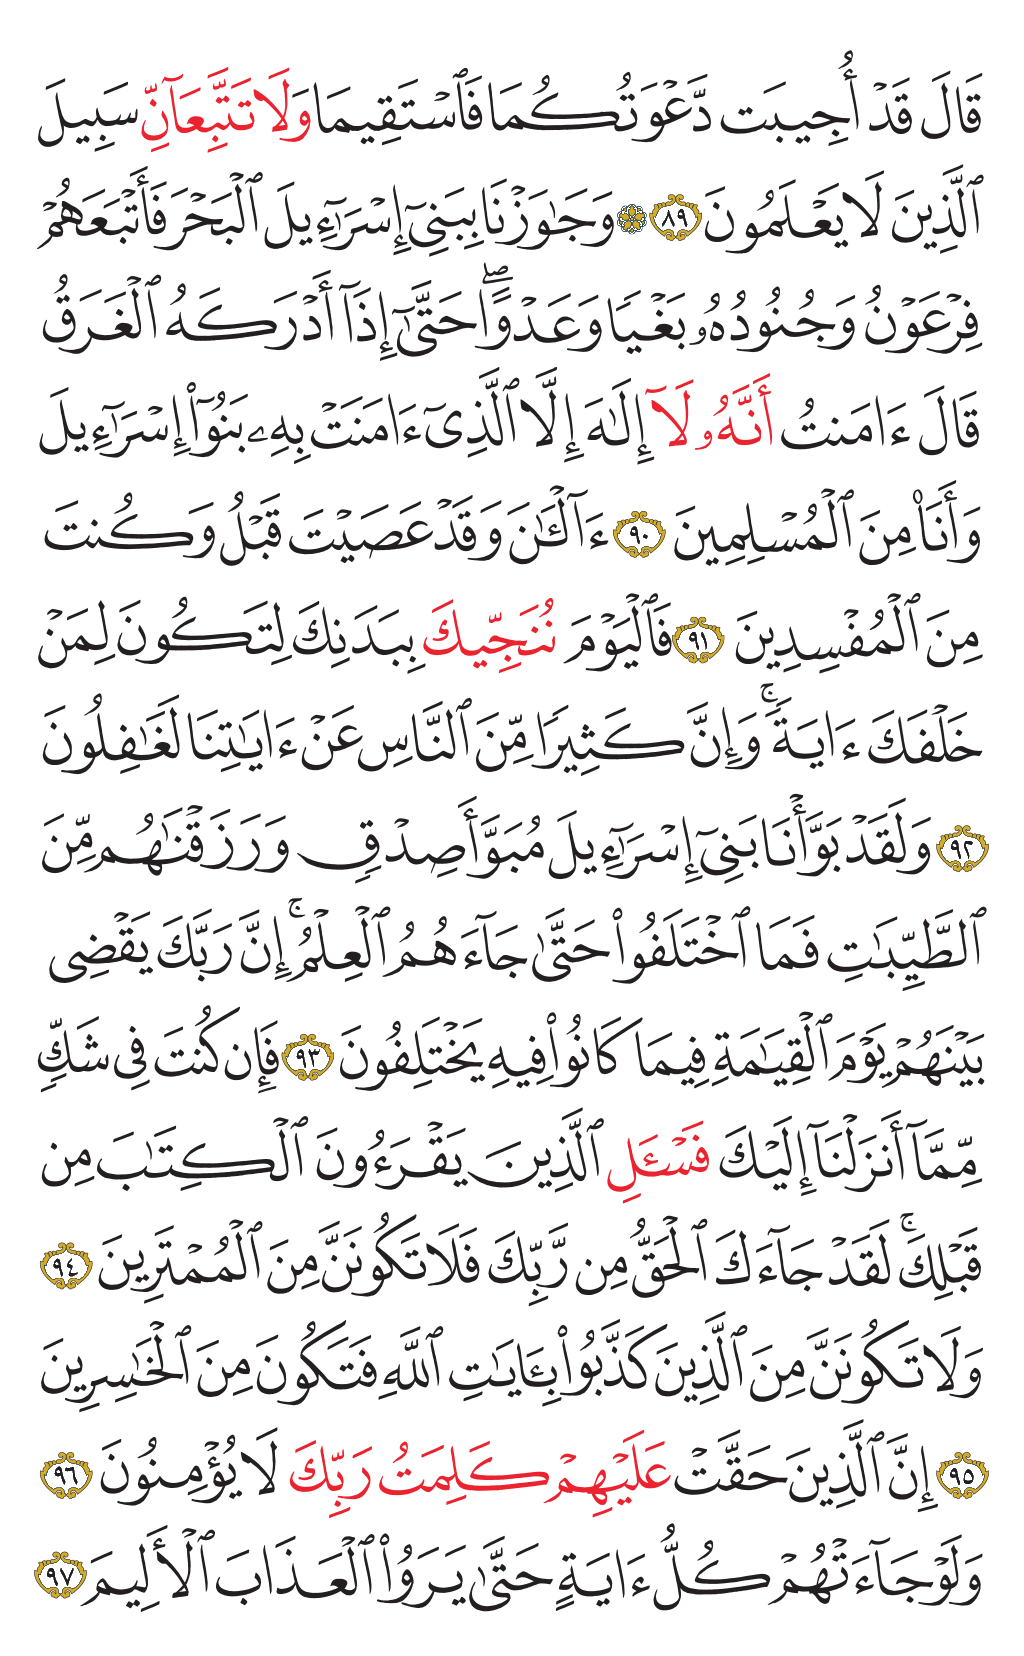 قَالَ قَدْ أُجِيبَت دَّعْوَتُكُمَا فَٱسْتَقِيمَا وَلَا تَتَّبِعَآنِّ سَبِيلَ
ٱلَّذِينَ لَا يَعْلَمُونَ ٨٩ ۞ وَجَٰوَزْنَا بِبَنِىٓ إِسْرَٰٓءِيلَ ٱلْبَحْرَ فَأَتْبَعَهُمْ
فِرْعَوْنُ وَجُنُودُهُۥ بَغْيًا وَعَدْوًاۖ حَتَّىٰٓ إِذَآ أَدْرَكَهُ ٱلْغَرَقُ
قَالَ ءَامَنتُ أَنَّهُۥ لَآ إِلَٰهَ إِلَّا ٱلَّذِىٓ ءَامَنَتْ بِهِۦ بَنُوٓاْ إِسْرَٰٓءِيلَ
وَأَنَا۠ مِنَ ٱلْمُسْلِمِينَ ٩٠ ءَآلْـَٰٔنَ وَقَدْ عَصَيْتَ قَبْلُ وَكُنتَ
مِنَ ٱلْمُفْسِدِينَ ٩١ فَٱلْيَوْمَ نُنَجِّيكَ بِبَدَنِكَ لِتَكُونَ لِمَنْ
خَلْفَكَ ءَايَةًۚ وَإِنَّ كَثِيرًا مِّنَ ٱلنَّاسِ عَنْ ءَايَٰتِنَا لَغَٰفِلُونَ
٩٢ وَلَقَدْ بَوَّأْنَا بَنِىٓ إِسْرَٰٓءِيلَ مُبَوَّأَ صِدْقٍ وَرَزَقْنَٰهُم مِّنَ
ٱلطَّيِّبَٰتِ فَمَا ٱخْتَلَفُواْ حَتَّىٰ جَآءَهُمُ ٱلْعِلْمُۚ إِنَّ رَبَّكَ يَقْضِى
بَيْنَهُمْ يَوْمَ ٱلْقِيَٰمَةِ فِيمَا كَانُواْ فِيهِ يَخْتَلِفُونَ ٩٣ فَإِن كُنتَ فِى شَكٍّ
مِّمَّآ أَنزَلْنَآ إِلَيْكَ فَسْـَٔلِ ٱلَّذِينَ يَقْرَءُونَ ٱلْكِتَٰبَ مِن
قَبْلِكَۚ لَقَدْ جَآءَكَ ٱلْحَقُّ مِن رَّبِّكَ فَلَا تَكُونَنَّ مِنَ ٱلْمُمْتَرِينَ ٩٤
وَلَا تَكُونَنَّ مِنَ ٱلَّذِينَ كَذَّبُواْ بِـَٔايَٰتِ ٱللَّهِ فَتَكُونَ مِنَ ٱلْخَٰسِرِينَ
٩٥ إِنَّ ٱلَّذِينَ حَقَّتْ عَلَيْهِمْ كَلِمَتُ رَبِّكَ لَا يُؤْمِنُونَ ٩٦
وَلَوْ جَآءَتْهُمْ كُلُّ ءَايَةٍ حَتَّىٰ يَرَوُاْ ٱلْعَذَابَ ٱلْأَلِيمَ ٩٧